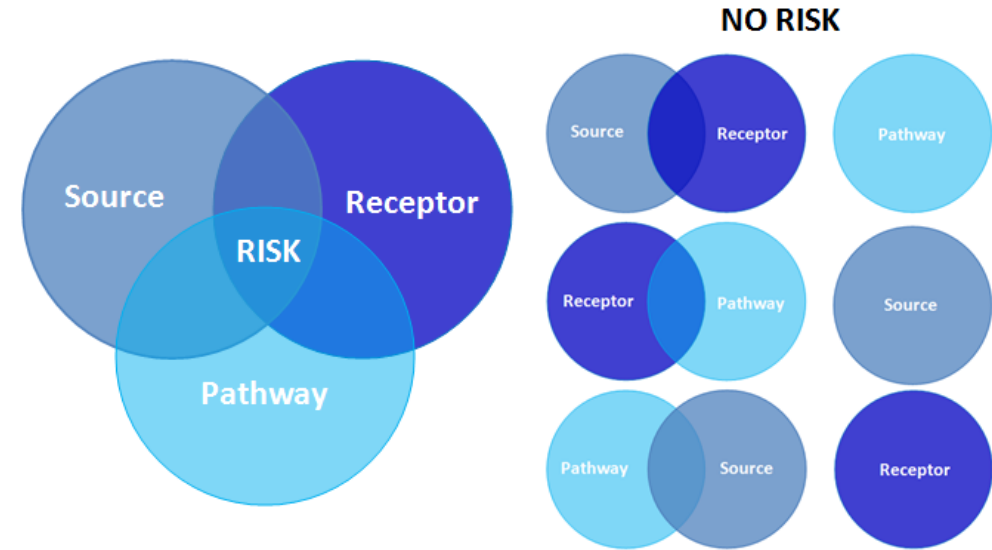 Source
Receptor
RISK
Pathway
NO RISK
Source
Receptor
Pathway
Receptor
Pathway
Source
Pathway
Source
Receptor